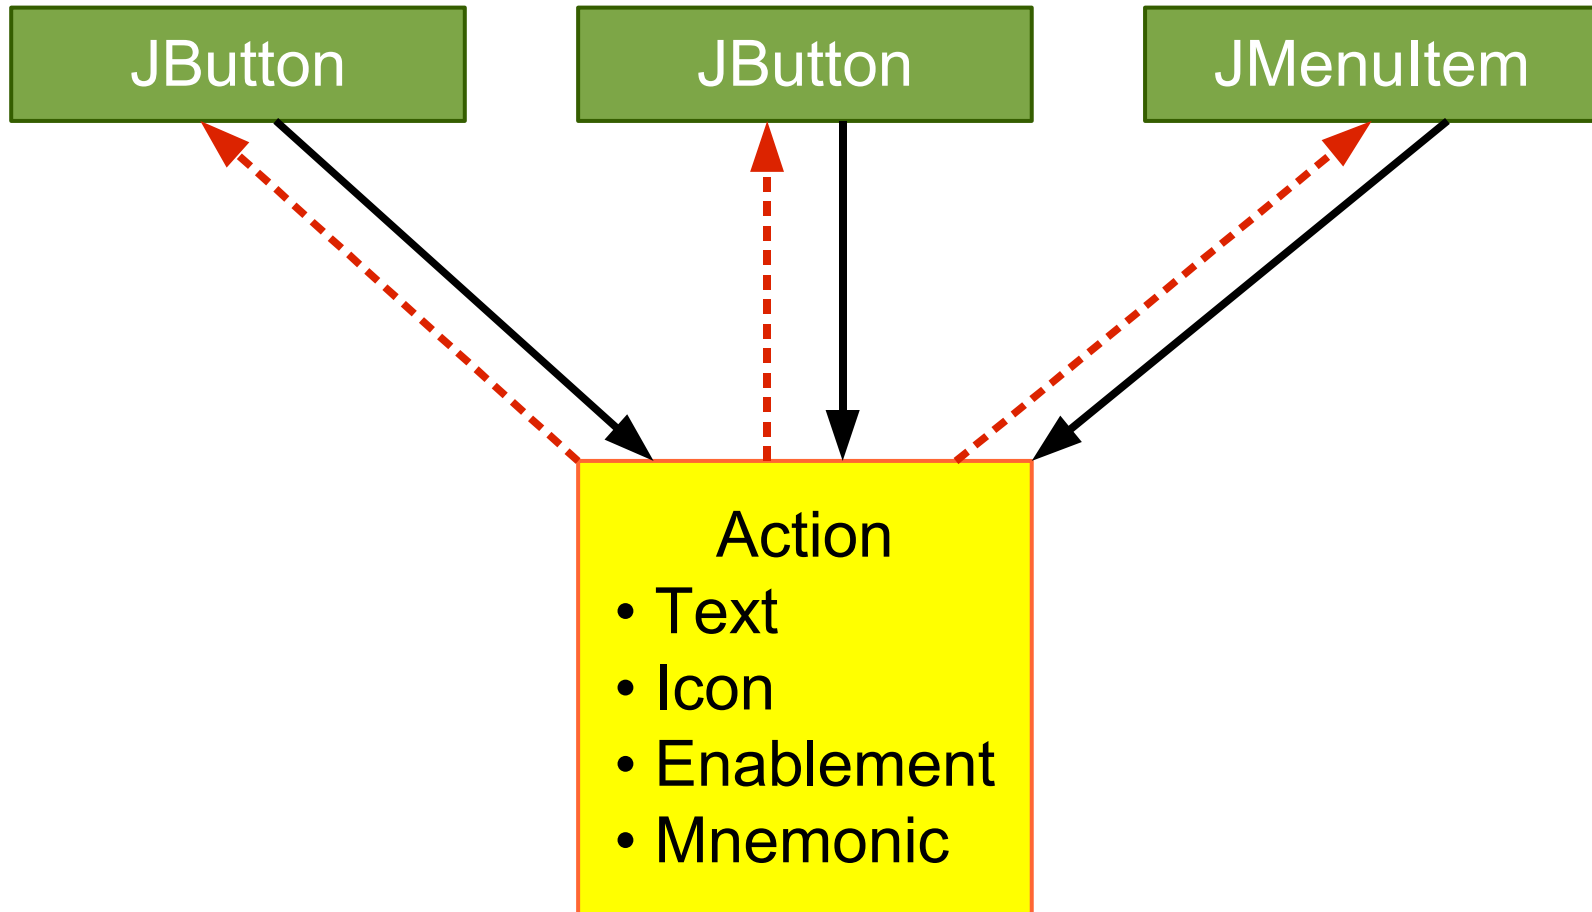 JButton
JButton
JMenuItem
Action
• Text
• Icon
• Enablement
• Mnemonic